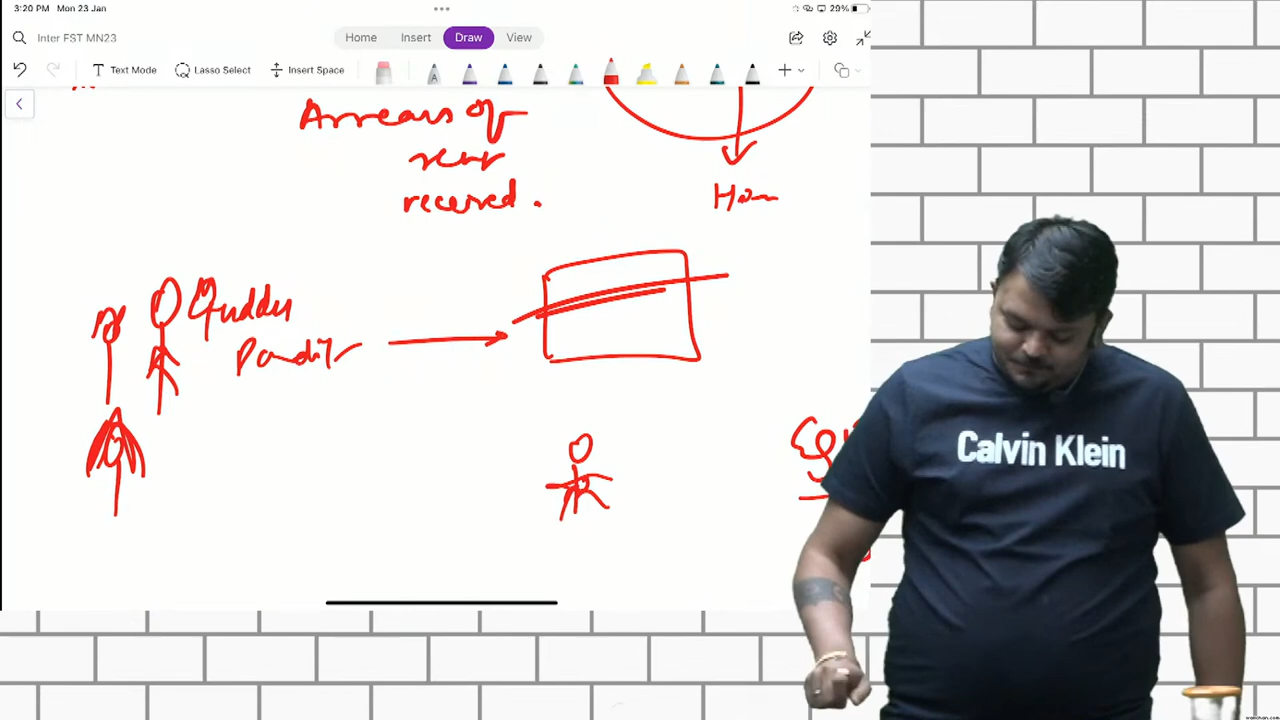 3:20 PM Mon 23 Jan
29%
Inter FST MN23
Home
Insert
Draw
View
Text Mode
Lasso Select
Insert Space
Arrears of
rent
received.
Guddu
Pandit
Calvin Klein